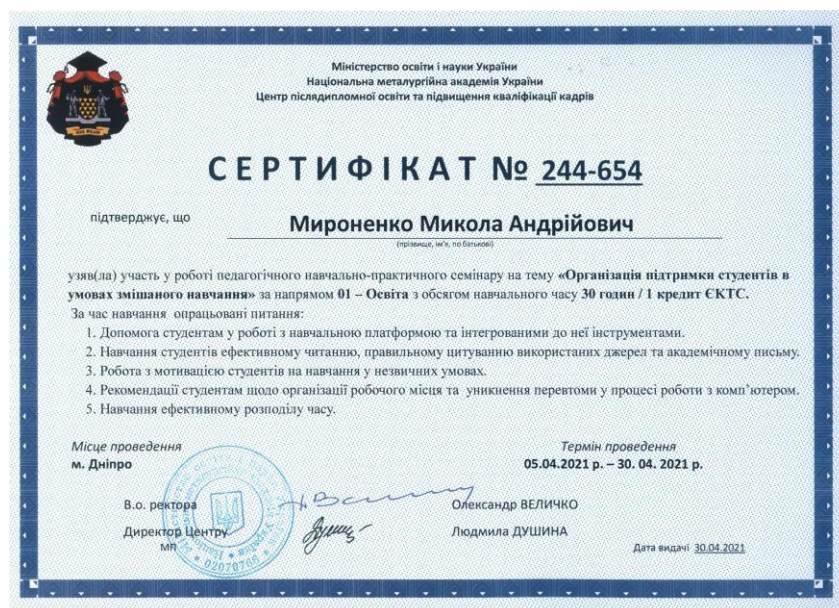 Міністерство освіти і науки України
Національна металургійна академія України
Центр післядипломної освіти та підвищення кваліфікації кадрів
СЕРТИФІКАТ № 244-654
підтверджує, що
Мироненко Микола Андрійович
(прізвище, ім'я, по батькові)
узяв(ла) участь у роботі педагогічного навчально-практичного семінару на тему «Організація підтримки студентів в
умовах змішаного навчання» за напрямом 01 – Освіта з обсягом навчального часу 30 годин / 1 кредит ЄКТС.
За час навчання опрацьовані питання:
1. Допомога студентам у роботі з навчальною платформою та інтегрованими до неї інструментами.
2. Навчання студентів ефективному читанню, правильному цитуванню використаних джерел та академічному письму.
3. Робота з мотивацією студентів на навчання у незвичних умовах.
4. Рекомендації студентам щодо організації робочого місця та уникнення перевтоми у процесі роботи з комп’ютером.
5. Навчання ефективному розподілу часу.
Місце проведення
м. Дніпро
Термін проведення
05.04.2021 р. – 30. 04. 2021 р.
В.о. ректора
Олександр ВЕЛИЧКО
Директор Центру
Людмила ДУШИНА
МП
Дата видачі 30.04.2021
02070766